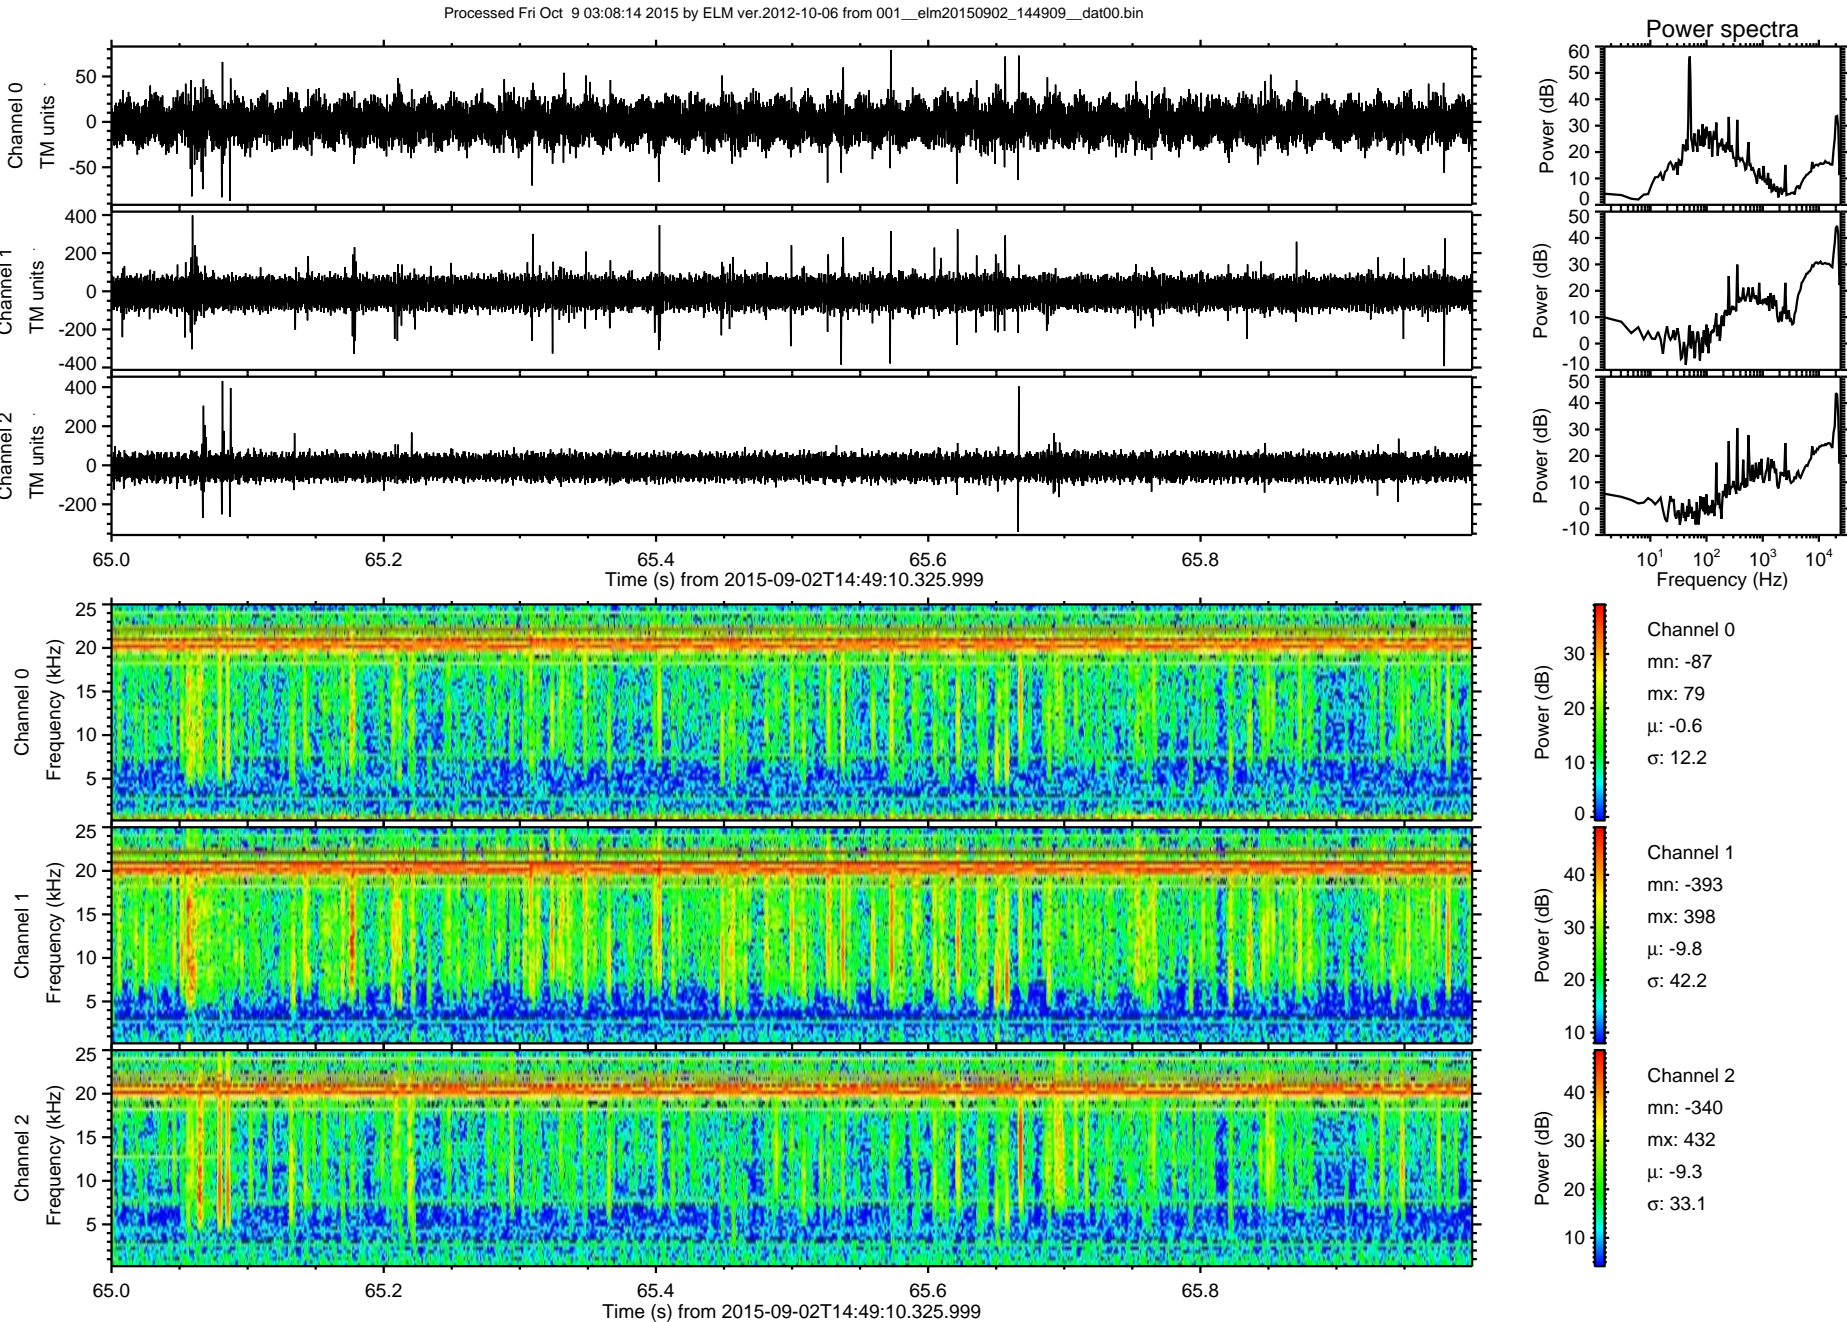 Processed Fri Oct  9 03:08:14 2015 by ELM ver.2012-10-06 from 001__elm20150902_144909__dat00.bin
Power spectra
Channel 0
TM units
50
0
-50
Power (dB)
60
50
40
30
20
10
0
Channel 1
TM units
400
200
0
-200
-400
Power (dB)
50
40
30
20
10
0
-10
Channel 2
TM units
400
200
0
-200
Power (dB)
50
40
30
20
10
0
-10
65.0 65.2 65.4 65.6 65.8
Time (s) from 2015-09-02T14:49:10.325.999
10¹ 10² 10³ 10⁴
Frequency (Hz)
Channel 0
Frequency (kHz)
25
20
15
10
5
Power (dB)
30
20
10
0
Channel 0
mn: -87
mx: 79
μ: -0.6
σ: 12.2
Channel 1
Frequency (kHz)
25
20
15
10
5
Power (dB)
40
30
20
10
Channel 1
mn: -393
mx: 398
μ: -9.8
σ: 42.2
Channel 2
Frequency (kHz)
25
20
15
10
5
Power (dB)
40
30
20
10
Channel 2
mn: -340
mx: 432
μ: -9.3
σ: 33.1
65.0 65.2 65.4 65.6 65.8
Time (s) from 2015-09-02T14:49:10.325.999